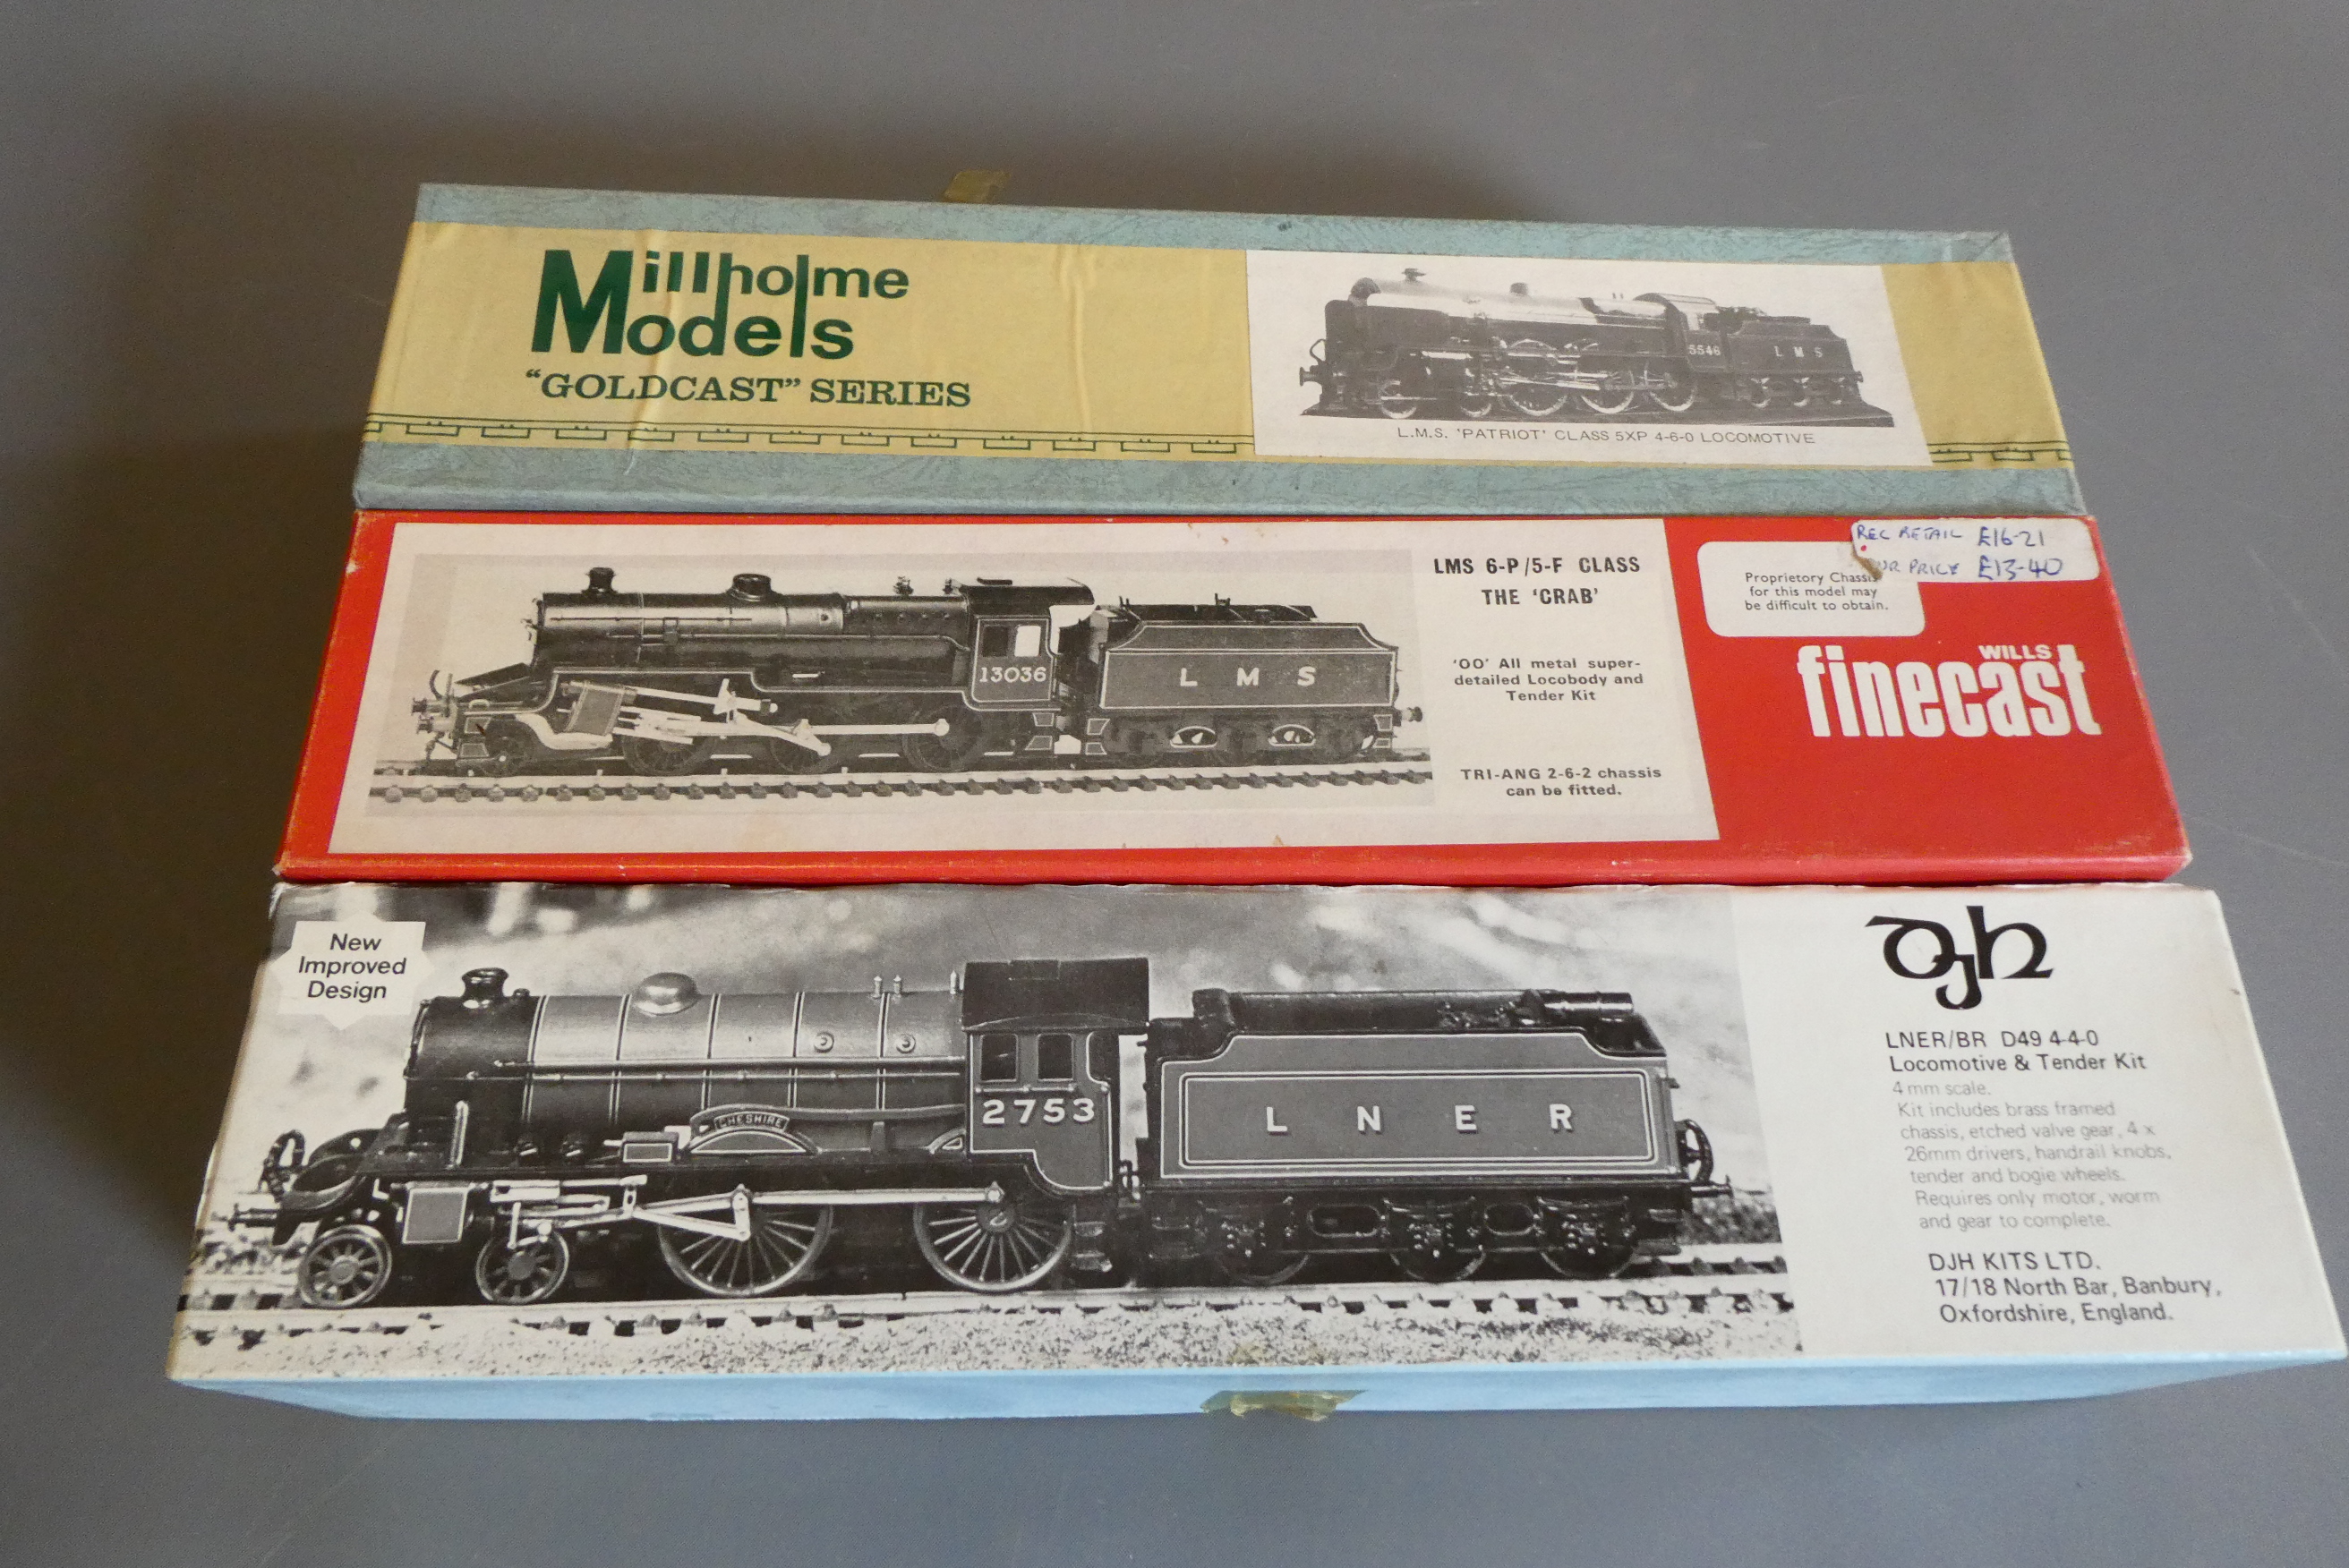 Millholme
Models
“GOLDCAST” SERIES
5546
L M S
L.M.S. 'PATRIOT' CLASS 5XP 4-6-0 LOCOMOTIVE
13036
L M S
LMS 6-P/5-F CLASS
THE 'CRAB'
'OO' All metal super-
detailed Locobody and
Tender Kit
TRI-ANG 2-6-2 chassis
can be fitted.
REC RETAIL £16-21
OUR PRICE £13-40
Proprietory Chassis
for this model may
be difficult to obtain.
WILLS
finecast
New
Improved
Design
CHESHIRE
2753
L N E R
djh
LNER/BR D49 4-4-0
Locomotive & Tender Kit
4mm scale.
Kit includes brass framed
chassis, etched valve gear, 4 x
26mm drivers, handrail knobs,
tender and bogie wheels.
Requires only motor, worm
and gear to complete.
DJH KITS LTD.
17/18 North Bar, Banbury,
Oxfordshire, England.